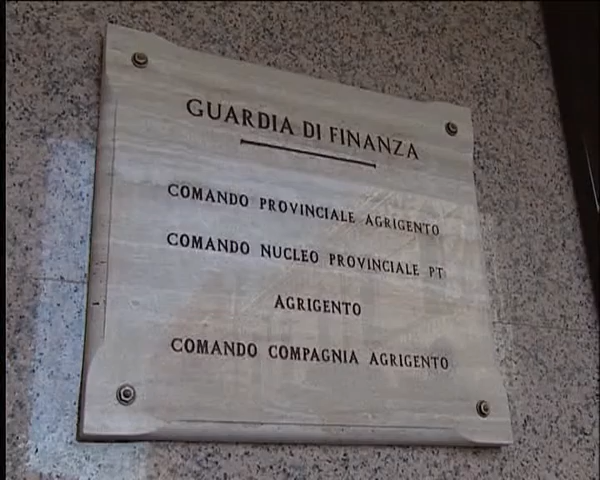 GUARDIA DI FINANZA
COMANDO PROVINCIALE AGRIGENTO
COMANDO NUCLEO PROVINCIALE PT
AGRIGENTO
COMANDO COMPAGNIA AGRIGENTO